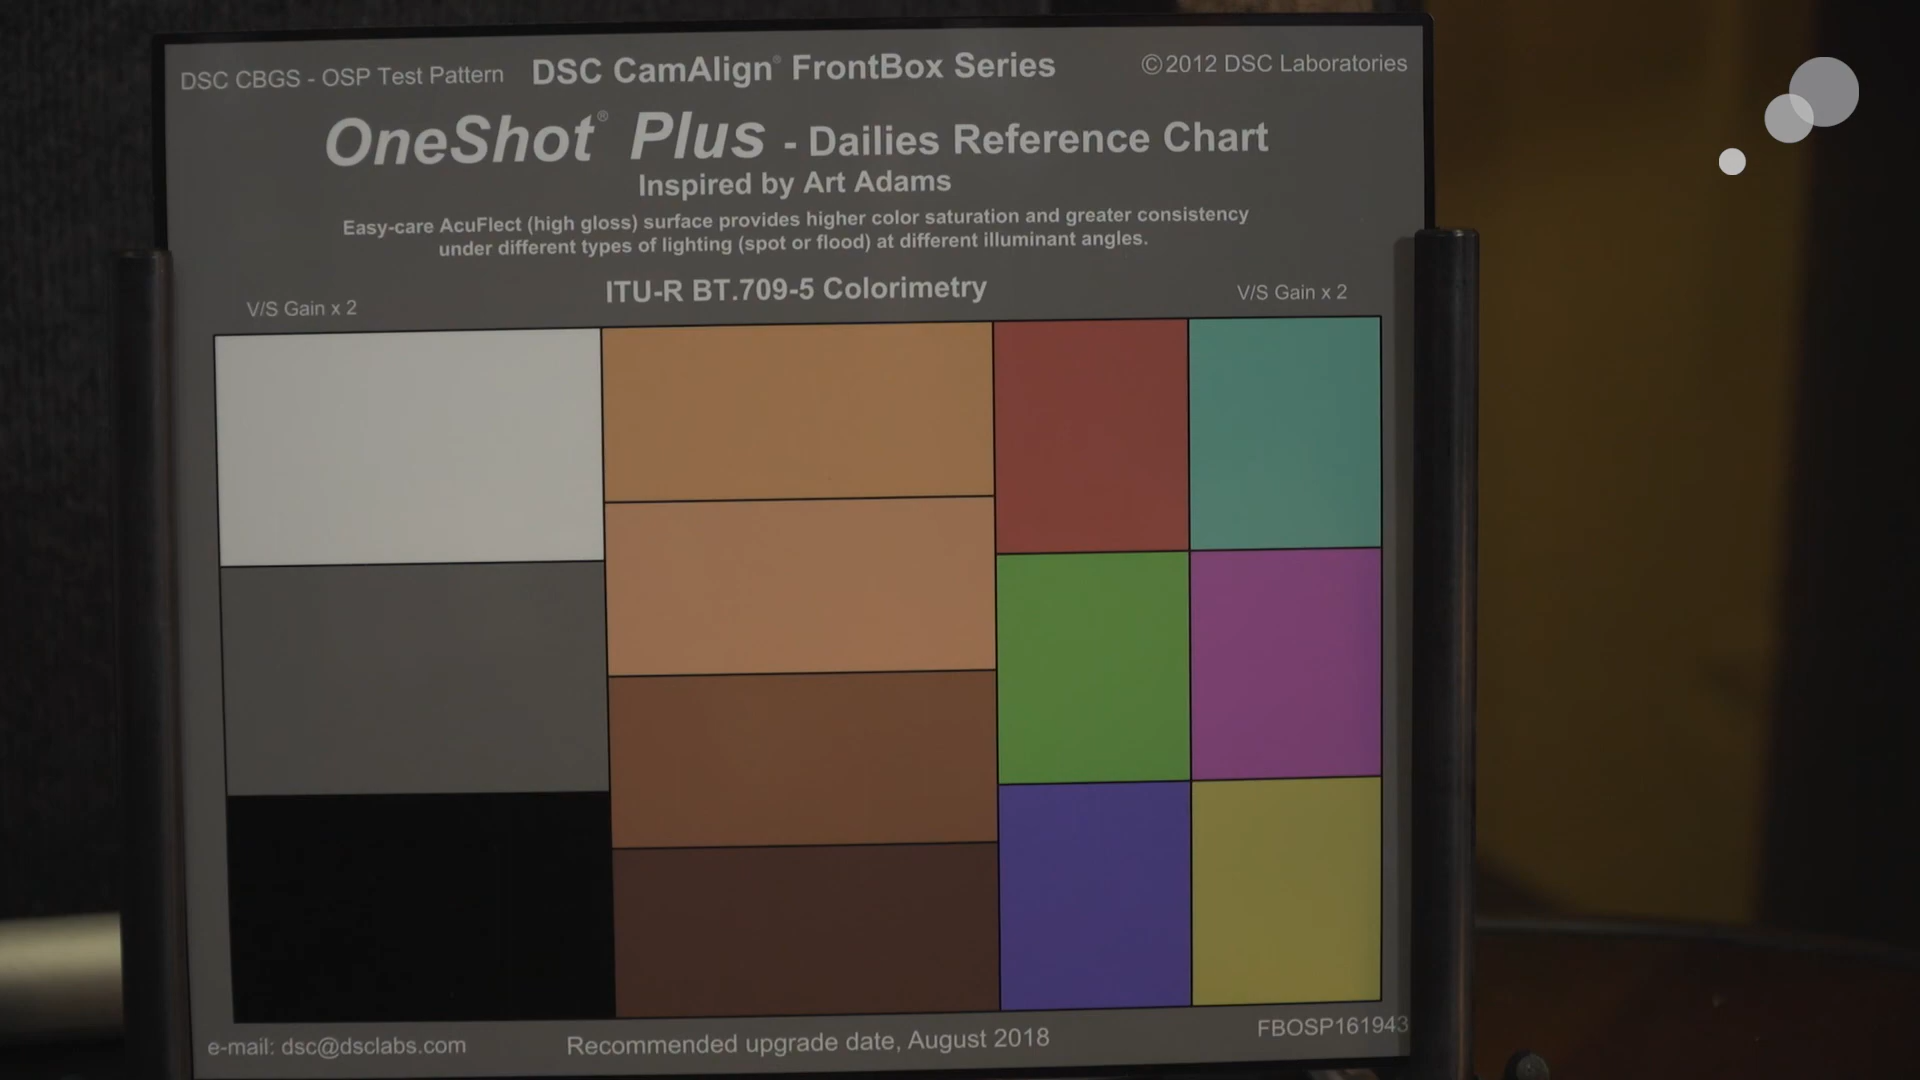 DSC CBGS - OSP Test Pattern DSC CamAlign® FrontBox Series ©2012 DSC Laboratories
OneShot® Plus - Dailies Reference Chart
Inspired by Art Adams
Easy-care AcuFlect (high gloss) surface provides higher color saturation and greater consistency
under different types of lighting (spot or flood) at different illuminant angles.
V/S Gain x 2 ITU-R BT.709-5 Colorimetry V/S Gain x 2
e-mail: dsc@dsclabs.com Recommended upgrade date, August 2018 FBOSP161943